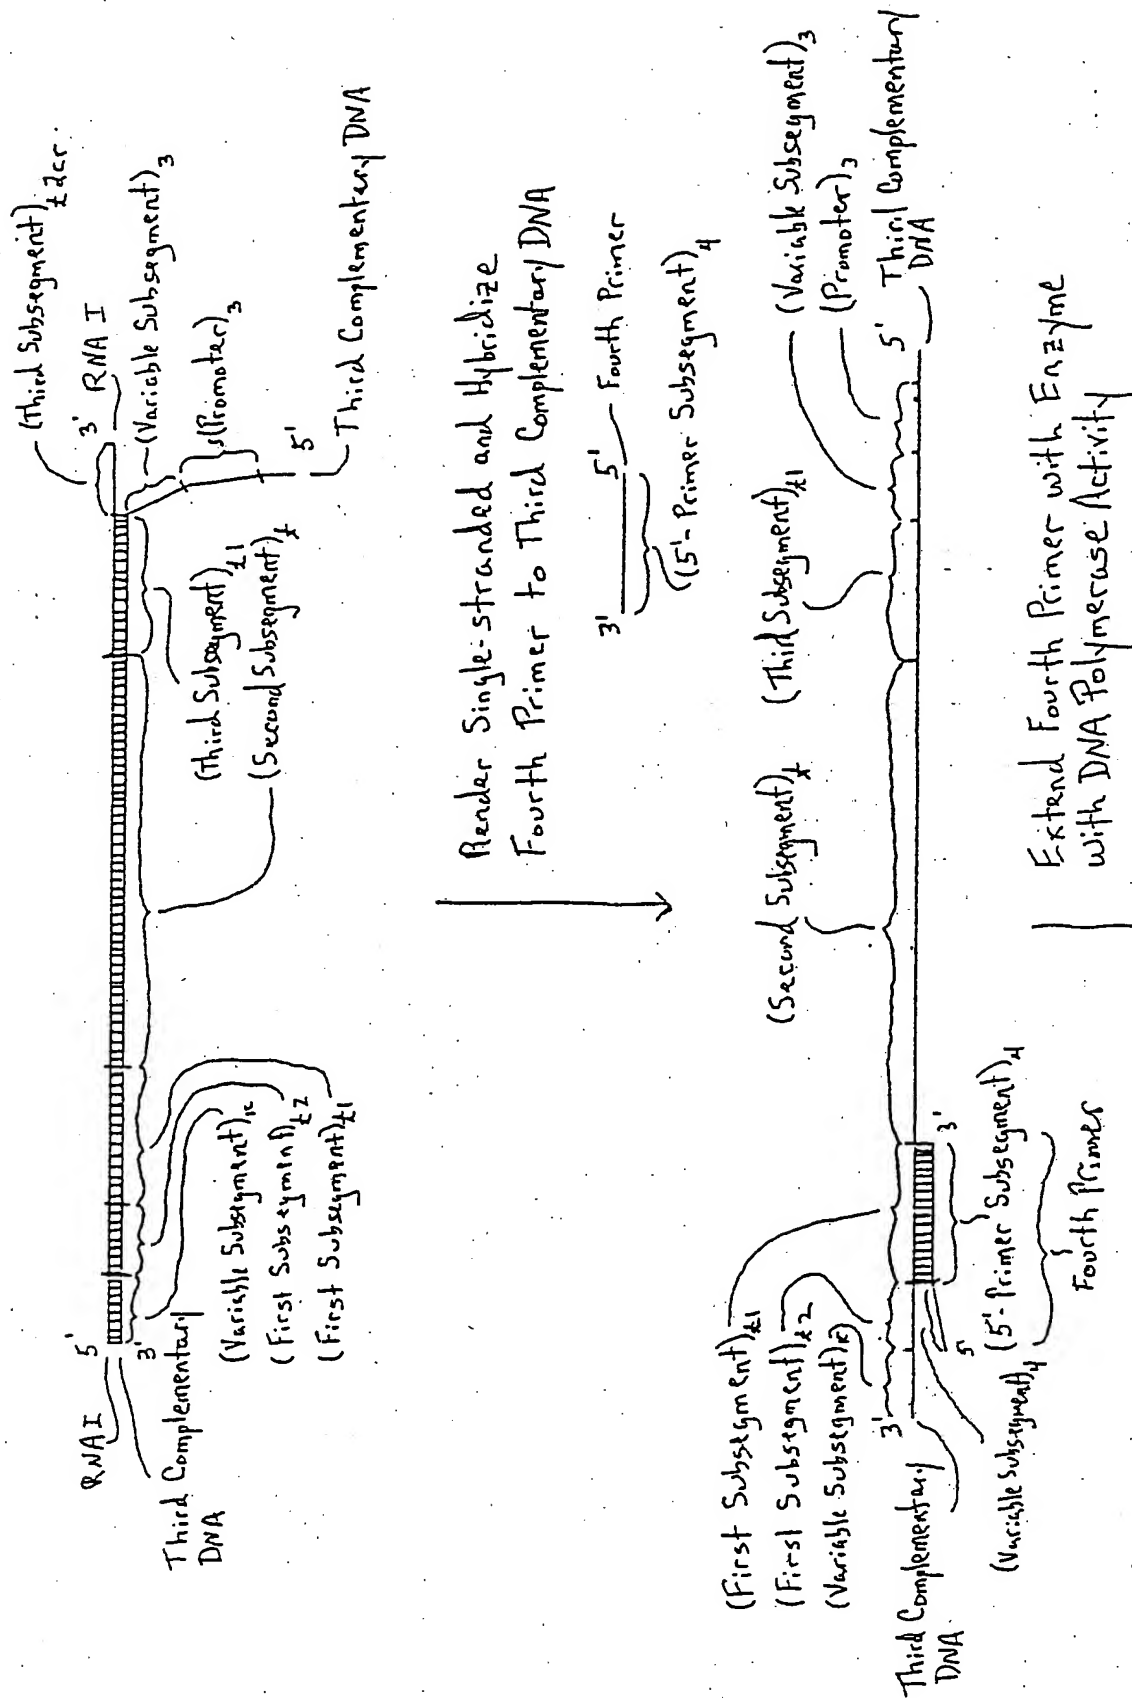 (Third Subsegment)t2cr
3' RNA I
(Variable Subsegment)3
(Promoter)3
5'
Third Complementary DNA
(Third Subsegment)t1
(Second Subsegment)t
RNA I
5'
3'
Third Complementary
DNA
(Variable Subsegment)R
(First Subsegment)t2
(First Subsegment)t1
Render Single-stranded and Hybridize
Fourth Primer to Third Complementary DNA
3' 5' Fourth Primer
(5'-Primer Subsegment)4
(First Subsegment)t1
(First Subsegment)t2
(Variable Subsegment)R
3'
Third Complementary
DNA
(Second Subsegment)t
(Third Subsegment)t1
(Variable Subsegment)3
(Promoter)3
5' Third Complementary
DNA
3'
5'
(Variable Subsegment)4
(5'-Primer Subsegment)4
Fourth Primer
Extend Fourth Primer with Enzyme
with DNA Polymerase Activity